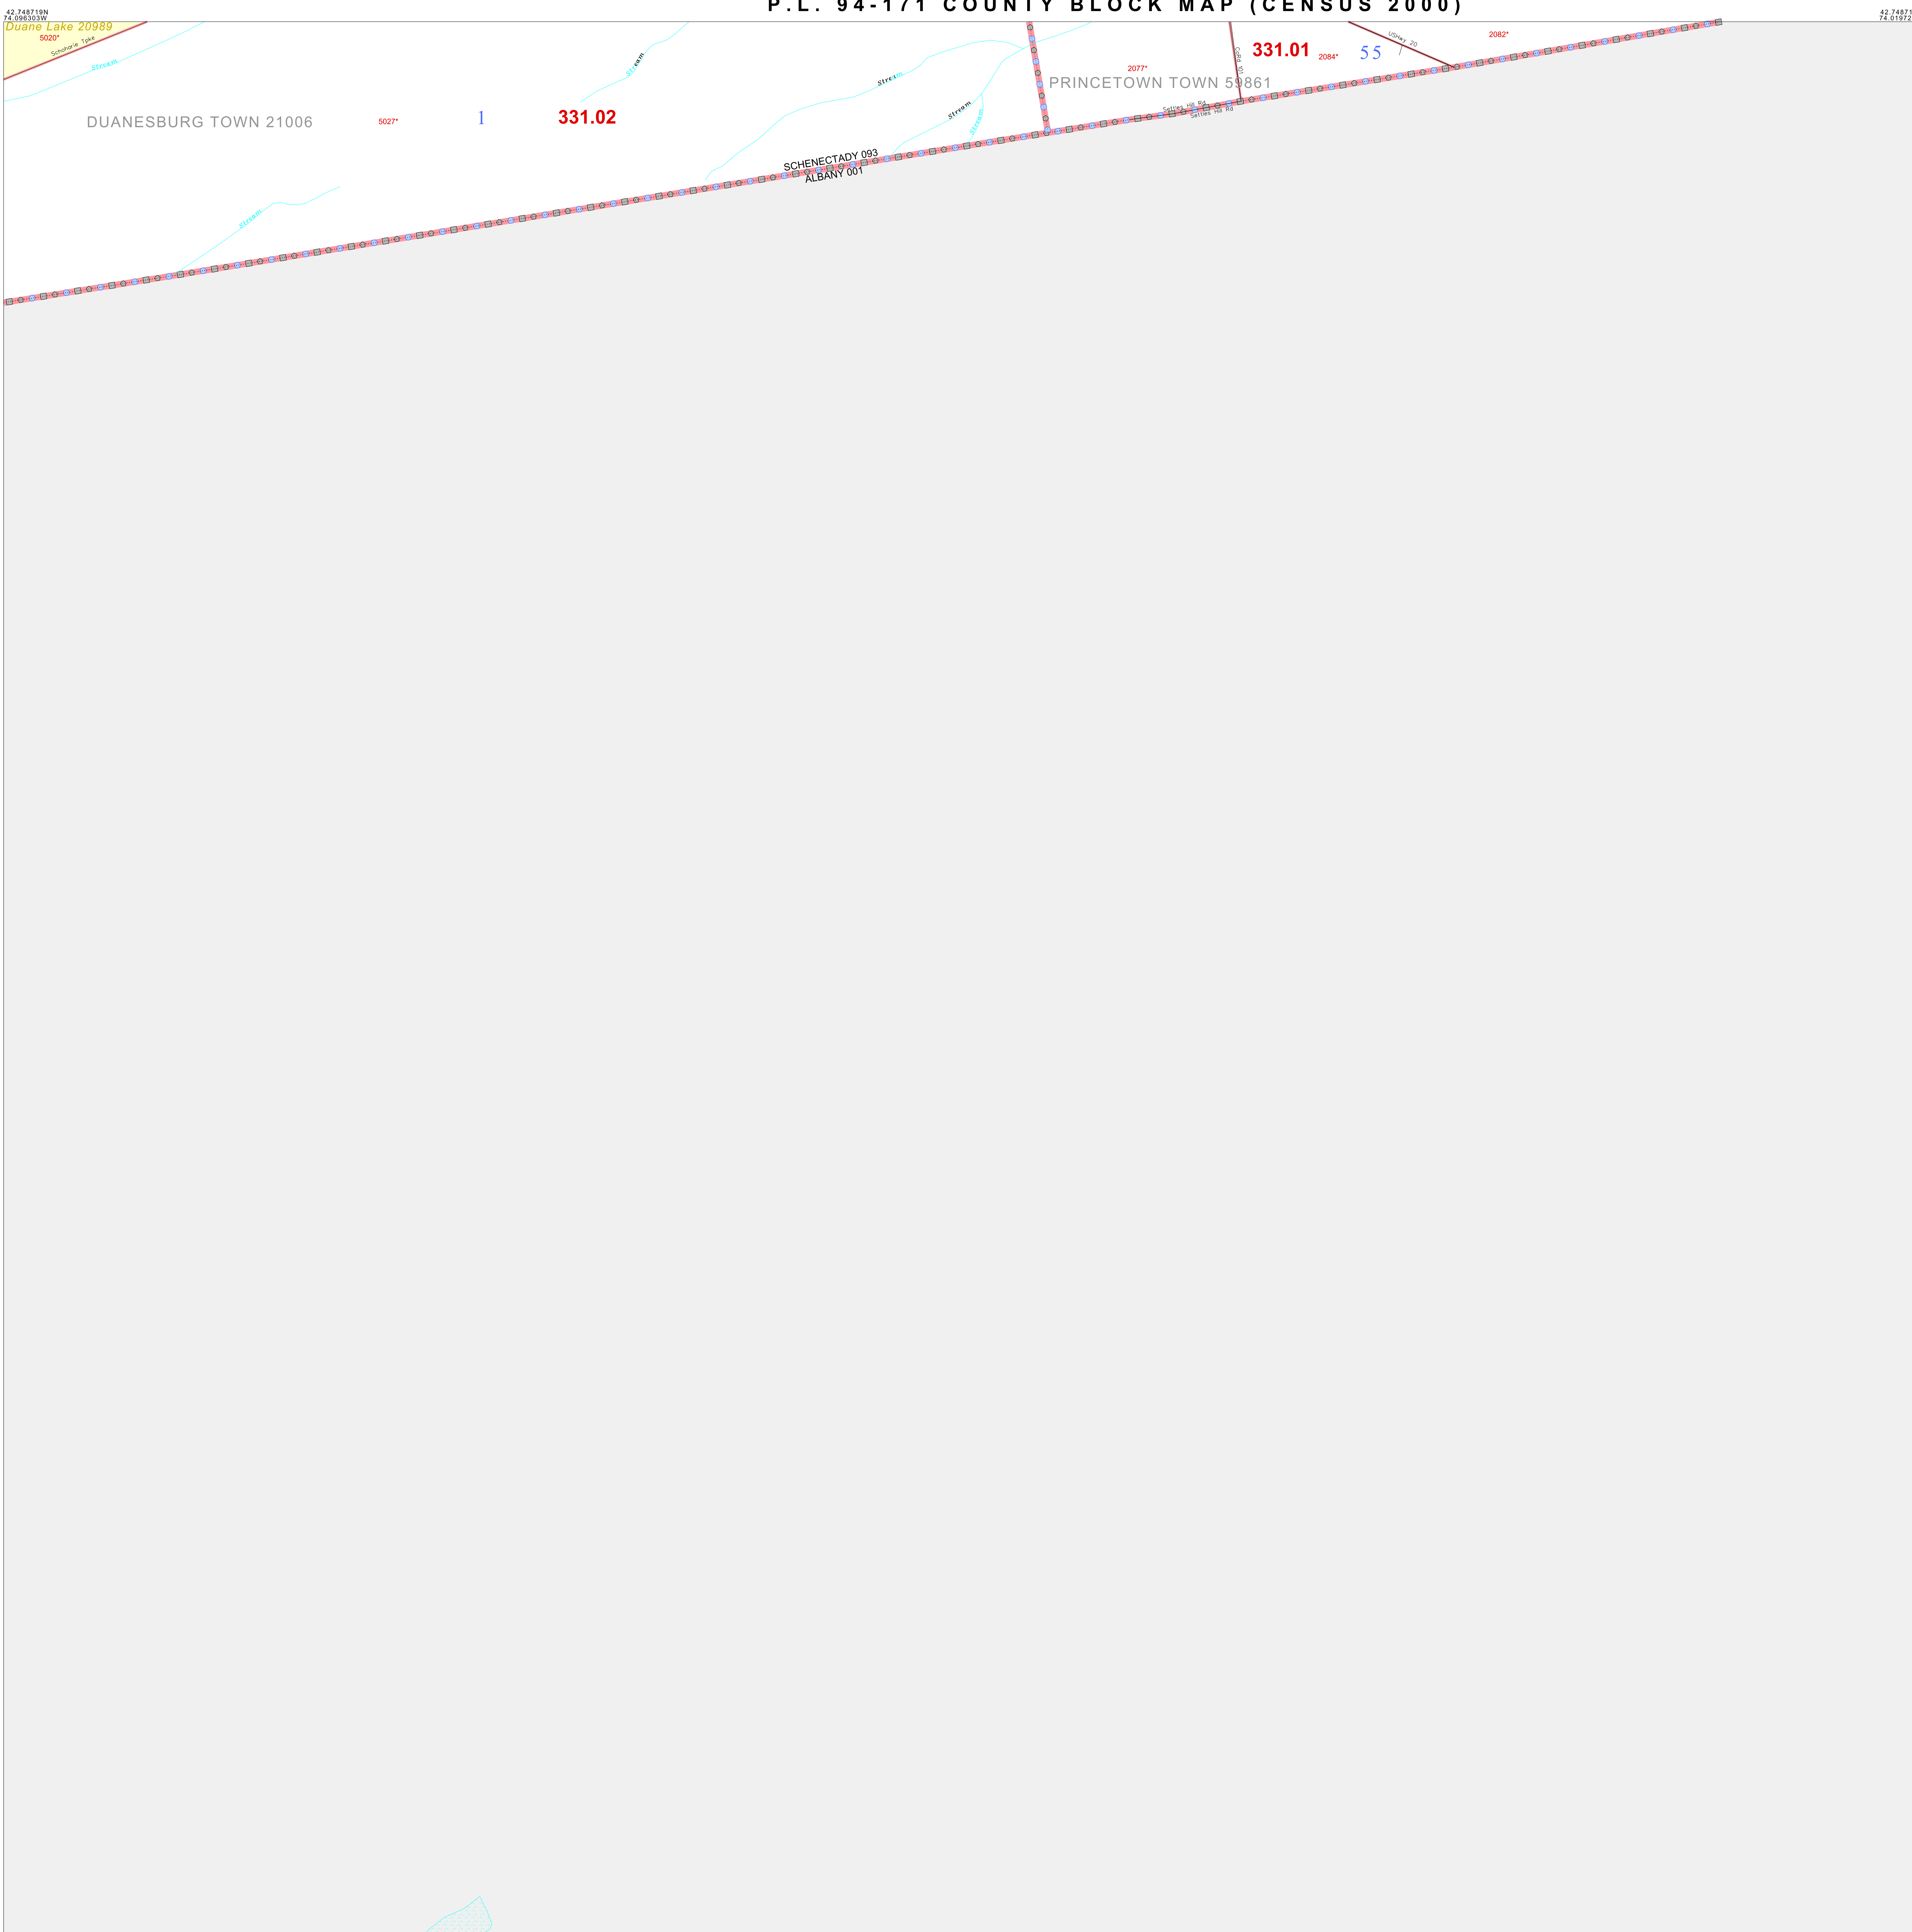 P.L. 94-171 COUNTY BLOCK MAP (CENSUS 2000)
42.748719N
74.096303W
42.74871
74.01972
Duane Lake 20989
5020*
Schoharie Tpke
Stream
Stream
Stream
Stream
Stream
Stream
DUANESBURG TOWN 21006
5027*
1
331.02
SCHENECTADY 093
ALBANY 001
2077*
PRINCETOWN TOWN 59861
CoRd 101
331.01
2084*
55
USHwy 20
2082*
Settles Hill Rd
Settles Hill Rd